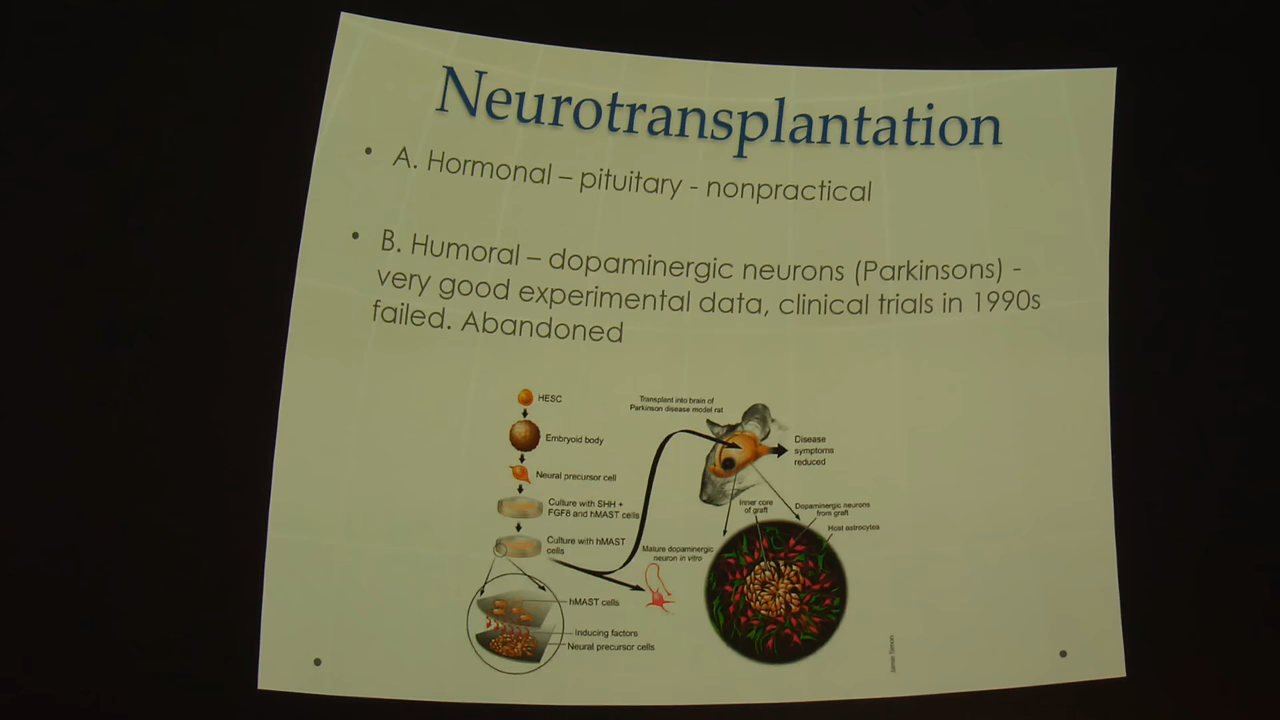 Neurotransplantation
• A. Hormonal – pituitary - nonpractical
• B. Humoral – dopaminergic neurons (Parkinsons) -
very good experimental data, clinical trials in 1990s
failed. Abandoned
HESC
Embryoid body
Neural precursor cell
Culture with SHH +
FGF8 and hMAST cells
Culture with hMAST
cells
hMAST cells
Inducing factors
Neural precursor cells
Transplant into brain of
Parkinson disease model rat
Disease
symptoms
reduced
Inner core
of graft
Dopaminergic neurons
from graft
Host astrocytes
Mature dopaminergic
neuron in vitro
Jamie Simon